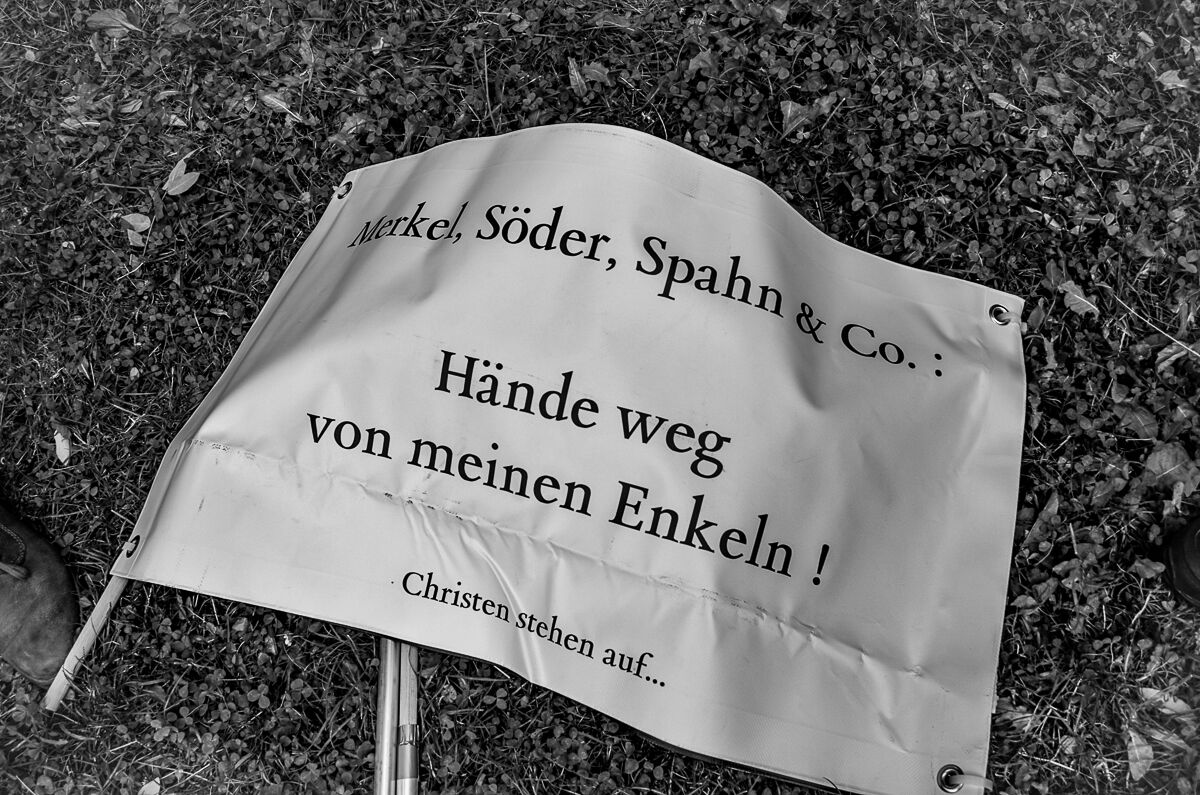 Merkel, Söder, Spahn & Co. :
Hände weg
von meinen Enkeln !
Christen stehen auf...